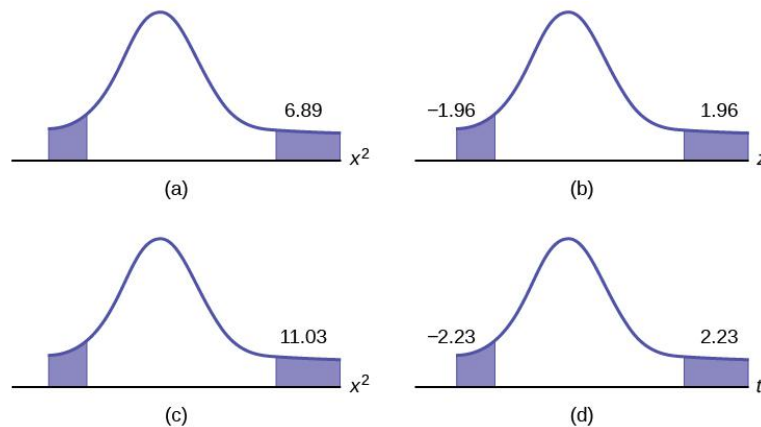 6.89
x²
(a)
−1.96 1.96
z
(b)
11.03
x²
(c)
−2.23 2.23
t
(d)